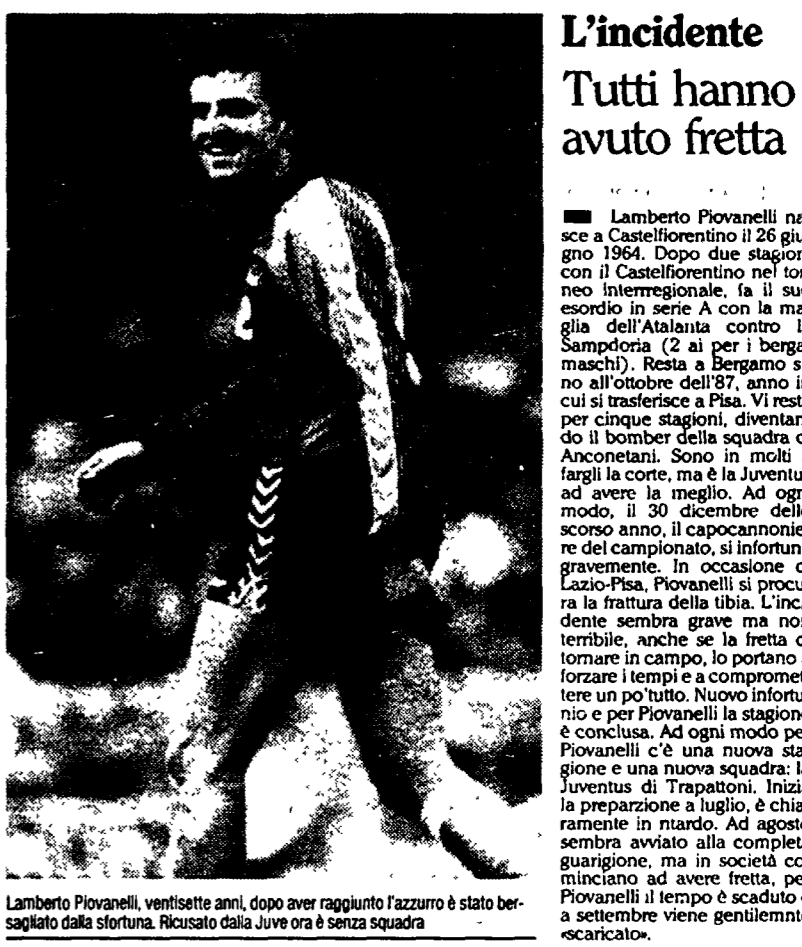 L'incidente
Tutti hanno
avuto fretta
Lamberto Piovanelli na
sce a Castelfiorentino il 26 giu
gno 1964. Dopo due stagion
con il Castelfiorentino nel tor
neo Interregionale, fa il su
esordio in serie A con la ma
glia dell'Atalanta contro l
Sampdoria (2 ai per i berga
maschi). Resta a Bergamo si
no all'ottobre dell'87, anno i
cui si trasferisce a Pisa. Vi rest
per cinque stagioni, diventan
do il bomber della squadra d
Anconetani. Sono in molti
fargli la corte, ma è la Juventu
ad avere la meglio. Ad ogn
modo, il 30 dicembre dell
scorso anno, il capocannonie
re del campionato, si infortun
gravemente. In occasione d
Lazio-Pisa, Piovanelli si procu
ra la frattura della tibia. L'inci
dente sembra grave ma no
terribile, anche se la fretta d
tornare in campo, lo portano
forzare i tempi e a compromet
tere un po'tutto. Nuovo infortu
nio e per Piovanelli la stagione
è conclusa. Ad ogni modo pe
Piovanelli c'è una nuova sta
gione e una nuova squadra: l
Juventus di Trapattoni. Inizi
la preparzione a luglio, è chia
ramente in ritardo. Ad agosto
sembra avviato alla complet
guarigione, ma in società co
minciano ad avere fretta, pe
Piovanelli il tempo è scaduto
a settembre viene gentilemnte
«scaricato».
Lamberto Piovanelli, ventisette anni, dopo aver raggiunto l'azzurro è stato ber-
sagliato dalla sfortuna. Ricusato dalla Juve ora è senza squadra